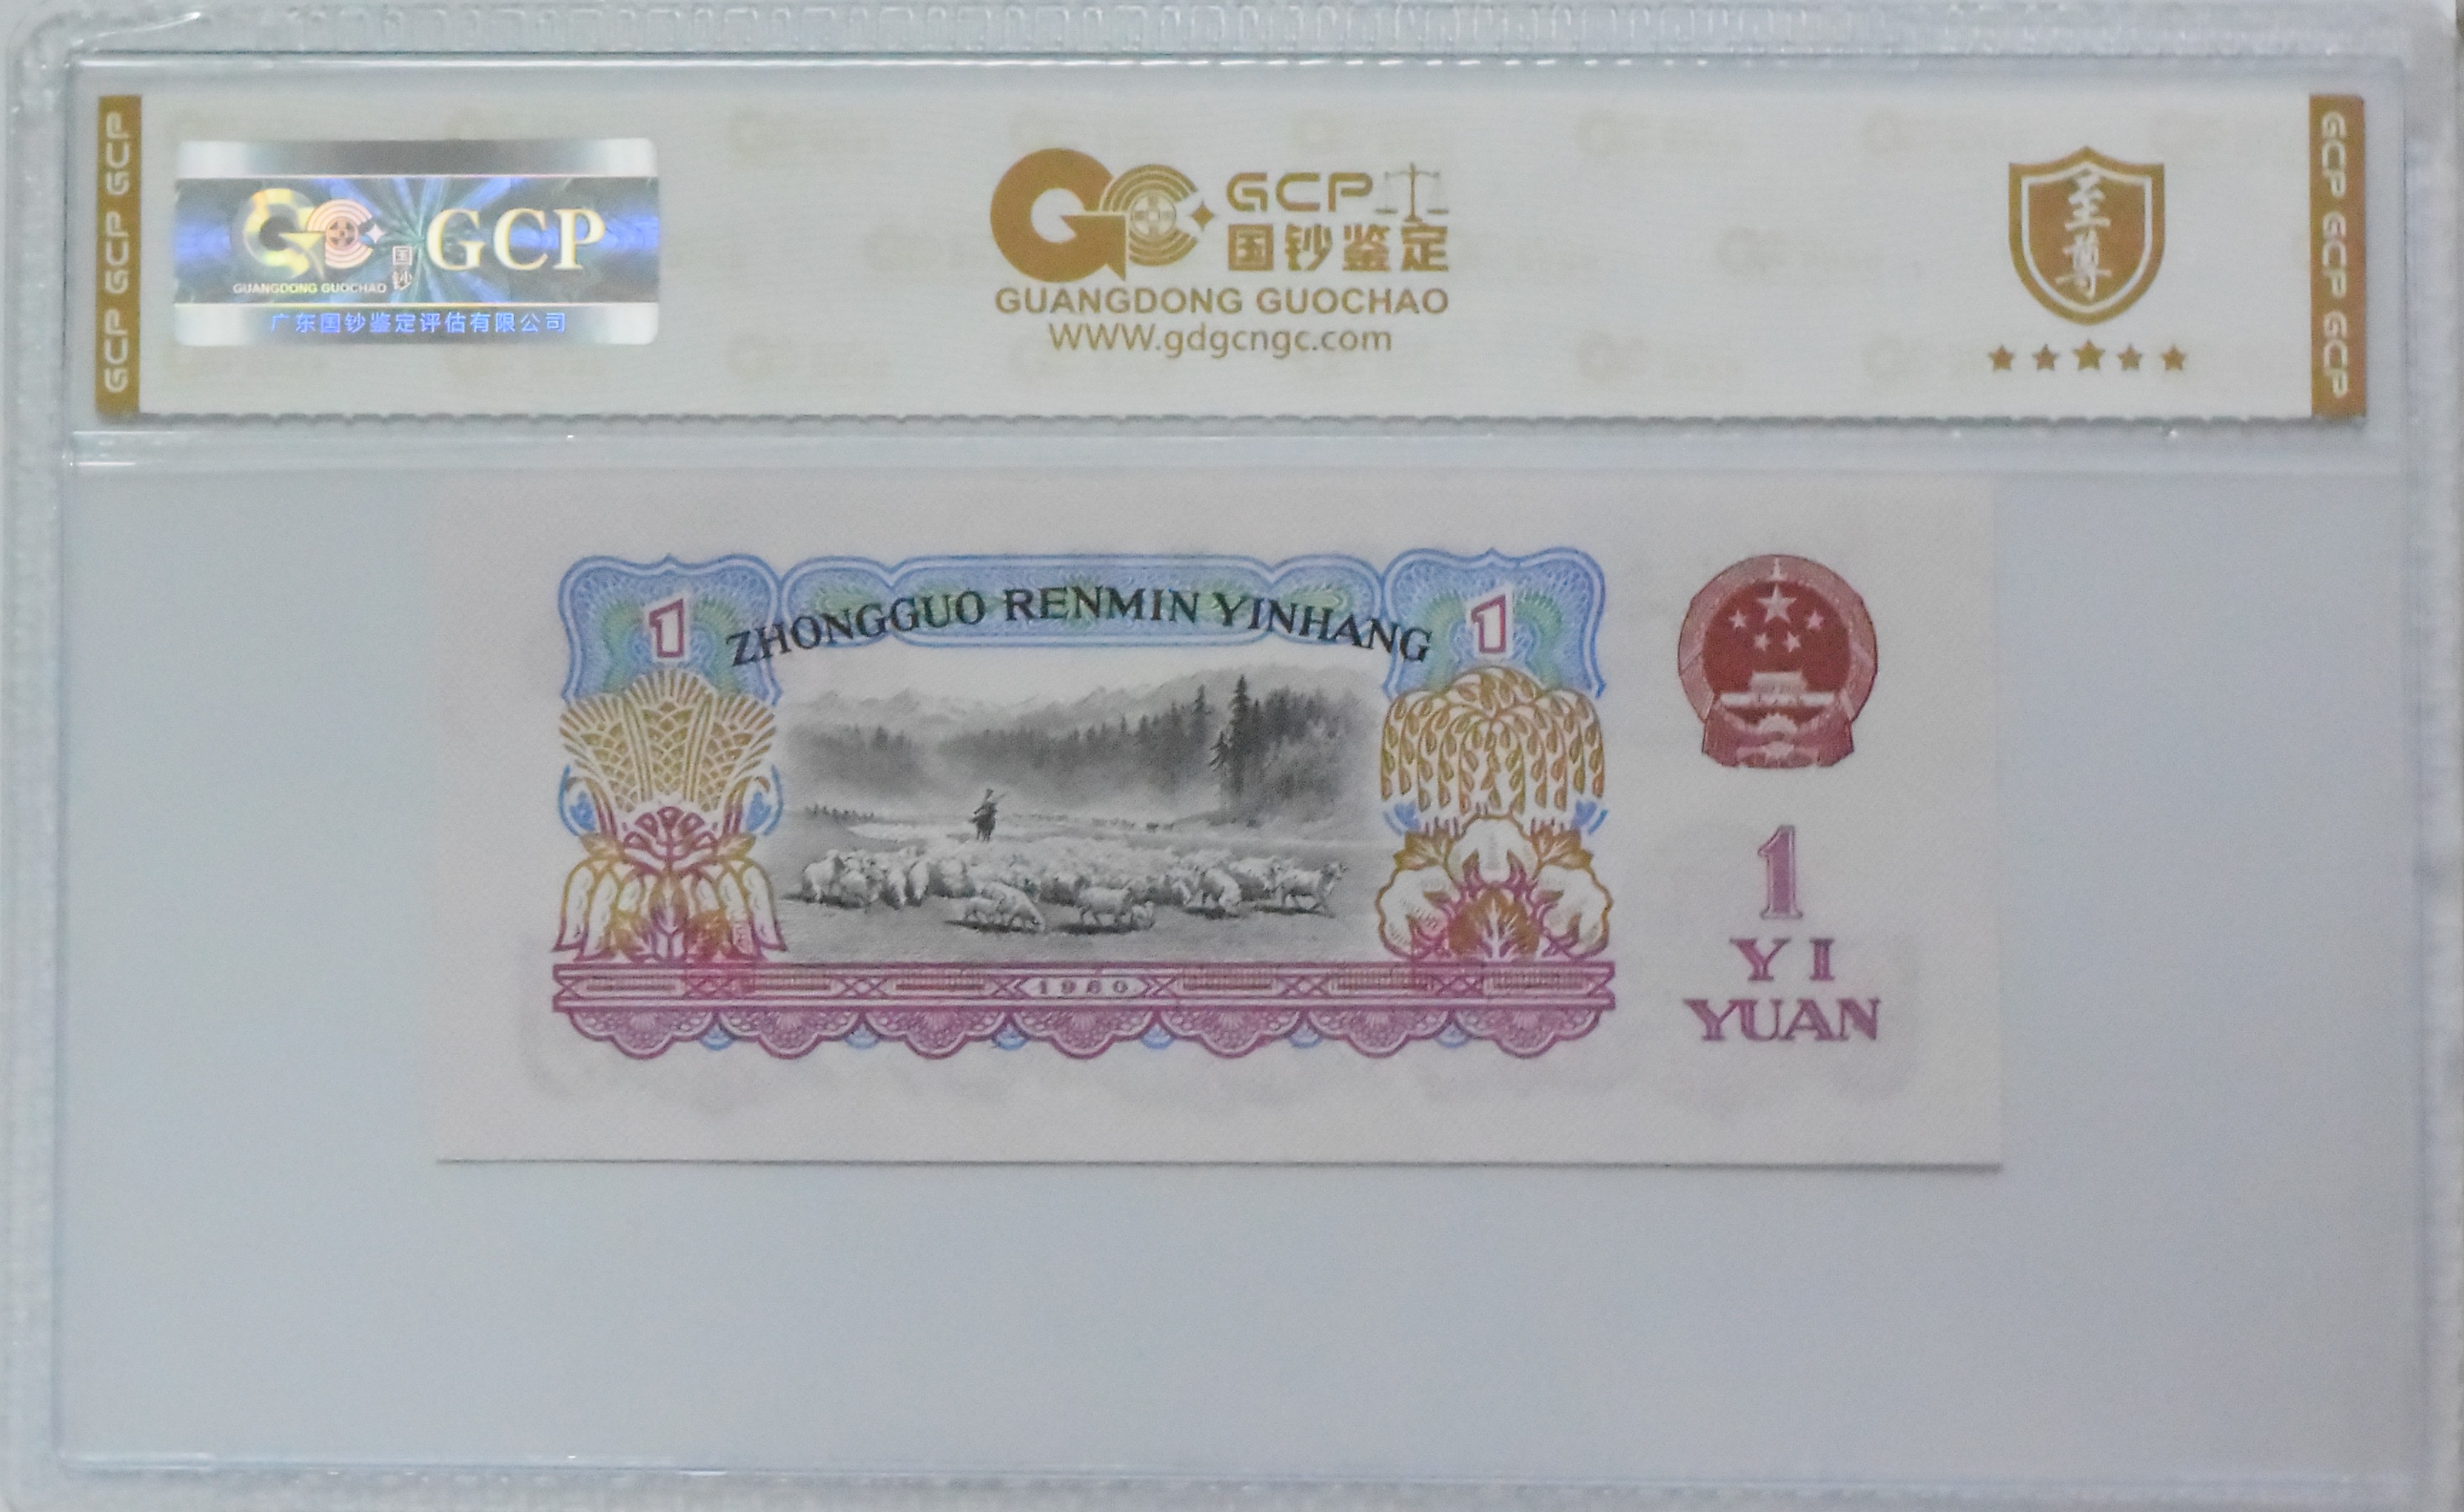 GCP GCP GCP
GC 国钞 GCP
GUANGDONG GUOCHAO
广东国钞鉴定评估有限公司
GCP
国钞鉴定
GUANGDONG GUOCHAO
WWW.gdgcngc.com
至尊
GCP GCP GCP
1
ZHONGGUO RENMIN YINHANG
1
1960
1
YI
YUAN